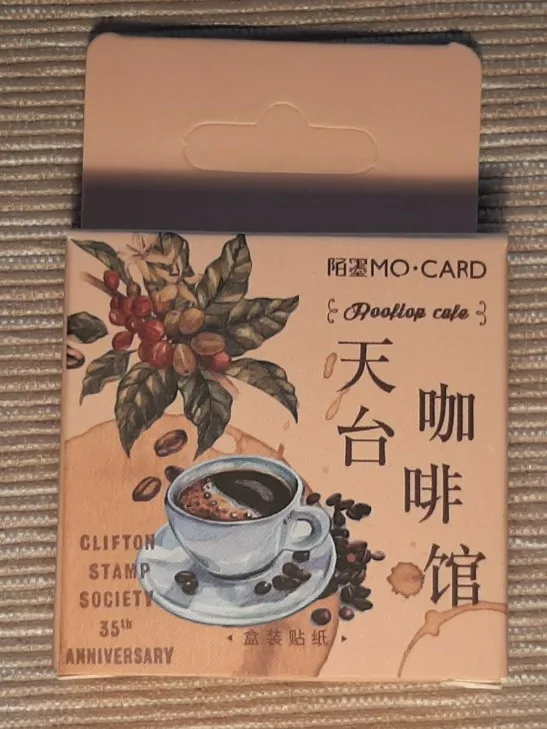 陌墨MO·CARD
Rooftop cafe
天台
咖啡馆
CLIFTON
STAMP
SOCIETY
35th
ANNIVERSARY
盒装贴纸